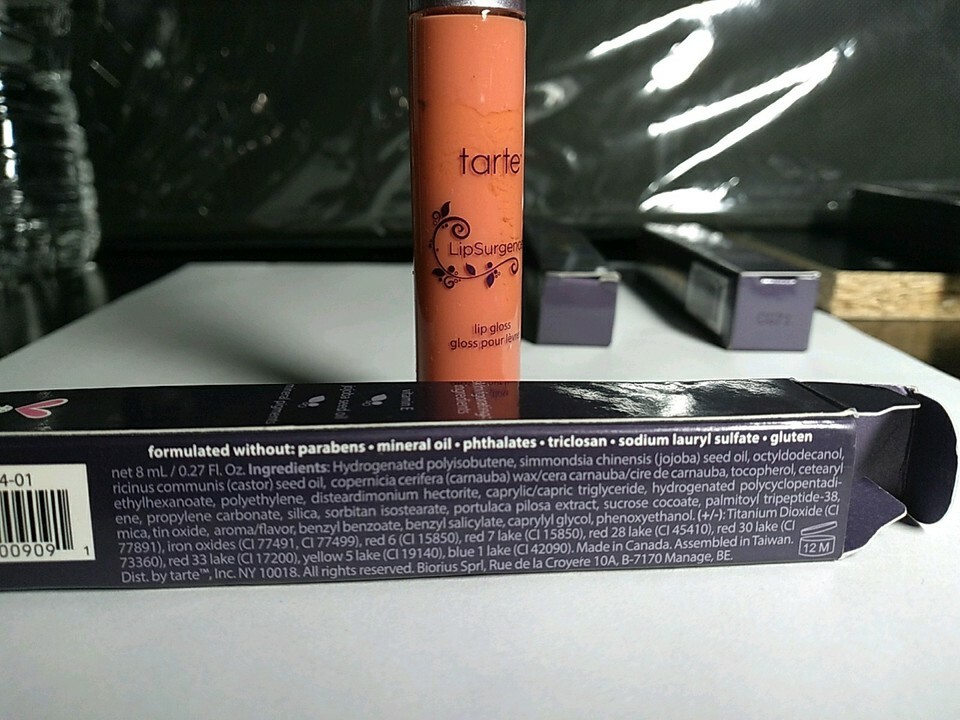 tarte
LipSurgence
lip gloss
gloss pour lèvres
vitamin E
formulated without: parabens • mineral oil • phthalates • triclosan • sodium lauryl sulfate • gluten
net 8 mL / 0.27 Fl. Oz. Ingredients: Hydrogenated polyisobutene, simmondsia chinensis (jojoba) seed oil, octyldodecanol,
ricinus communis (castor) seed oil, copernicia cerifera (carnauba) wax/cera carnauba/cire de carnauba, tocopherol, cetearyl
ethylhexanoate, polyethylene, disteardimonium hectorite, caprylic/capric triglyceride, hydrogenated polycyclopentadi-
ene, propylene carbonate, silica, sorbitan isostearate, portulaca pilosa extract, sucrose cocoate, palmitoyl tripeptide-38,
mica, tin oxide, aroma/flavor, benzyl benzoate, benzyl salicylate, caprylyl glycol, phenoxyethanol. (+/-): Titanium Dioxide (CI
77891), iron oxides (CI 77491, CI 77499), red 6 (CI 15850), red 7 lake (CI 15850), red 28 lake (CI 45410), red 30 lake (CI
73360), red 33 lake (CI 17200), yellow 5 lake (CI 19140), blue 1 lake (CI 42090). Made in Canada. Assembled in Taiwan.
Dist. by tarte™, Inc. NY 10018. All rights reserved. Biorius Sprl, Rue de la Croyere 10A, B-7170 Manage, BE.
12 M
4-01
00909 1